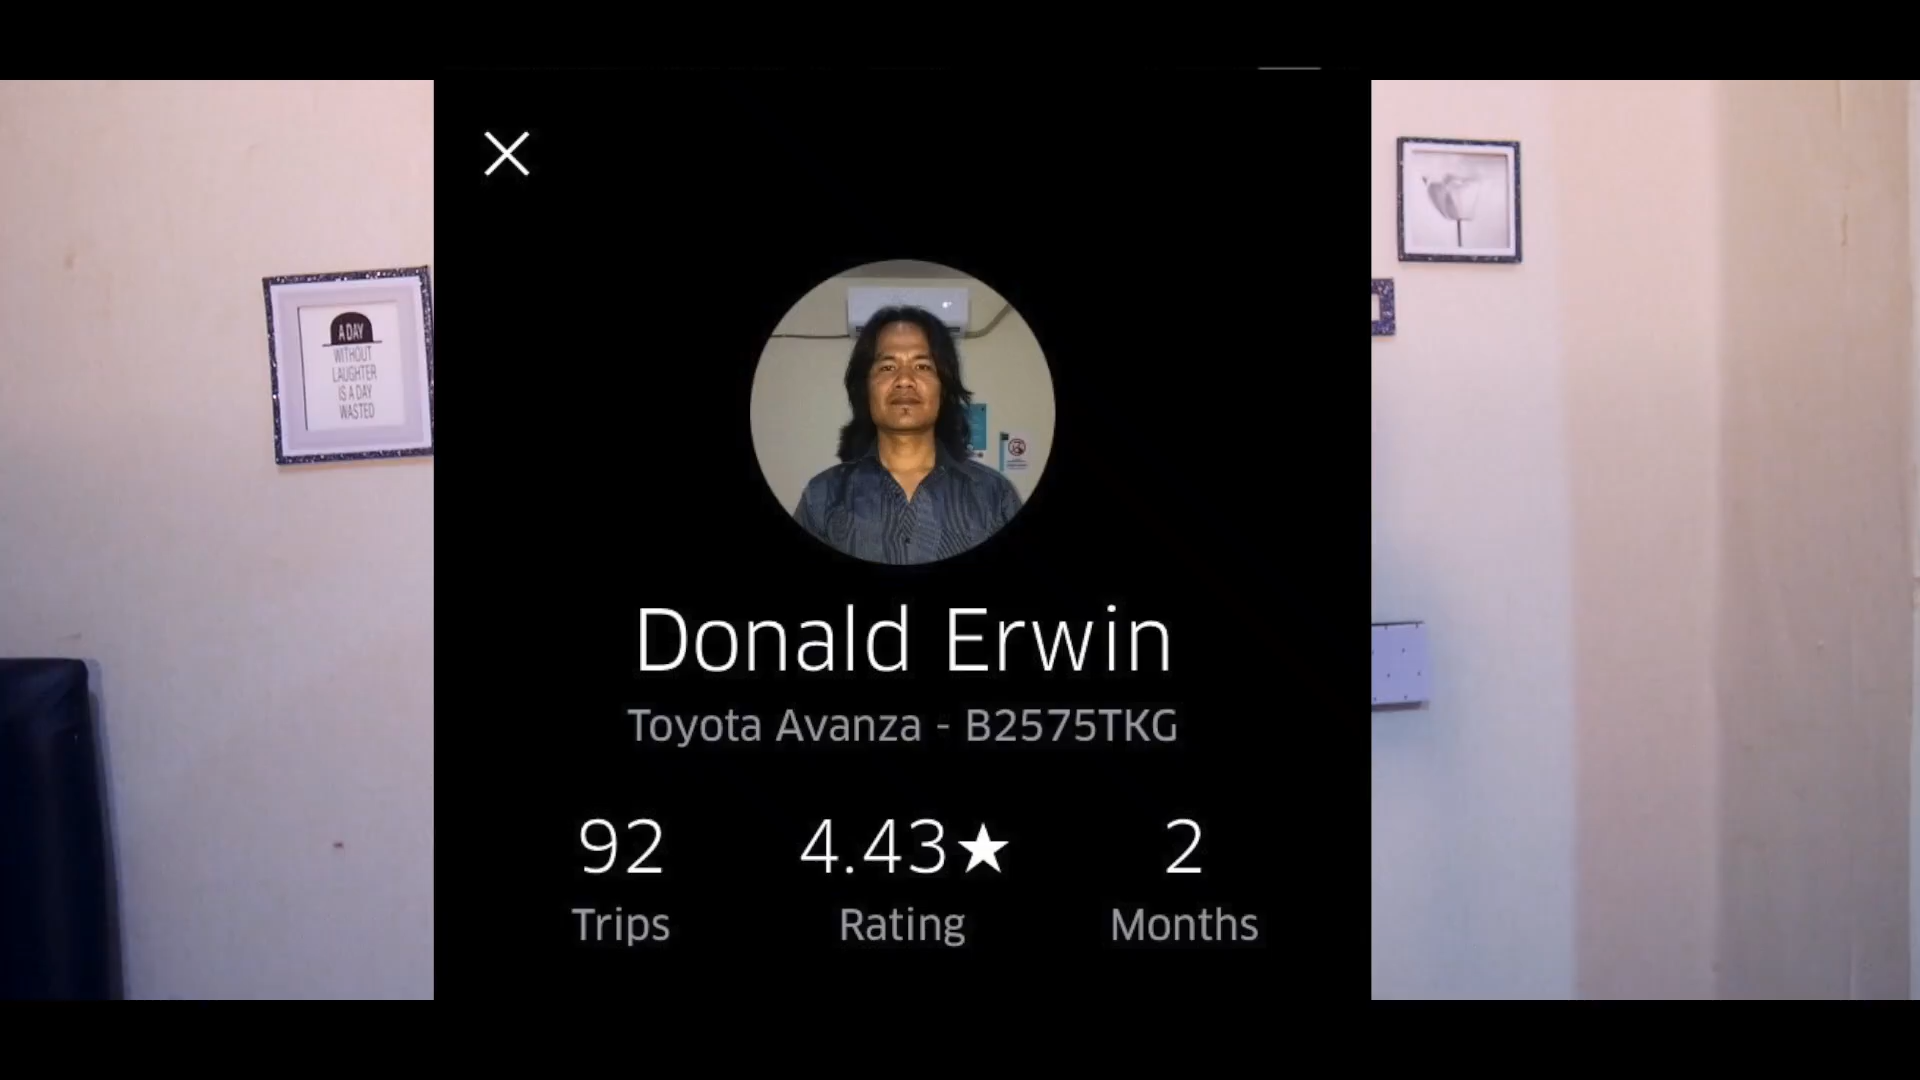 A DAY
WITHOUT
LAUGHTER
IS A DAY
WASTED
Donald Erwin
Toyota Avanza - B2575TKG
92
4.43★
2
Trips
Rating
Months